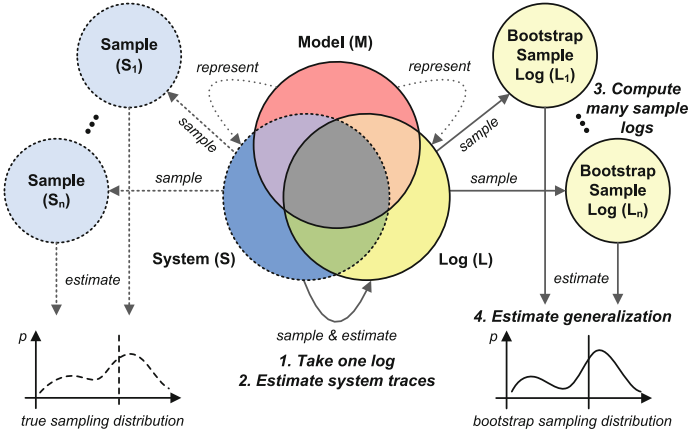 Sample
(S1)
Model (M)
Bootstrap
Sample
Log (L1)
represent
represent
3. Compute
many sample
logs
sample
sample
Sample
(Sn)
sample
sample
Bootstrap
Sample
Log (Ln)
System (S)
Log (L)
estimate
estimate
sample & estimate
1. Take one log
2. Estimate system traces
4. Estimate generalization
p
p
true sampling distribution
bootstrap sampling distribution